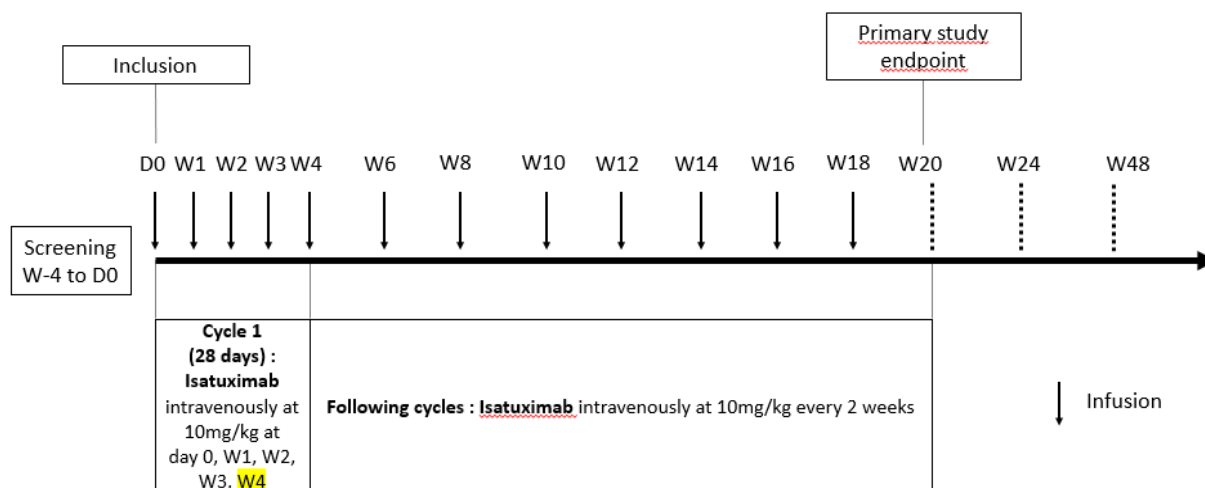 Inclusion
Primary study
endpoint
D0 W1 W2 W3 W4 W6 W8 W10 W12 W14 W16 W18 W20 W24 W48
Screening
W-4 to D0
Cycle 1
(28 days) :
Isatuximab
intravenously at
10mg/kg at
day 0, W1, W2,
W3, W4
Following cycles : Isatuximab intravenously at 10mg/kg every 2 weeks
Infusion